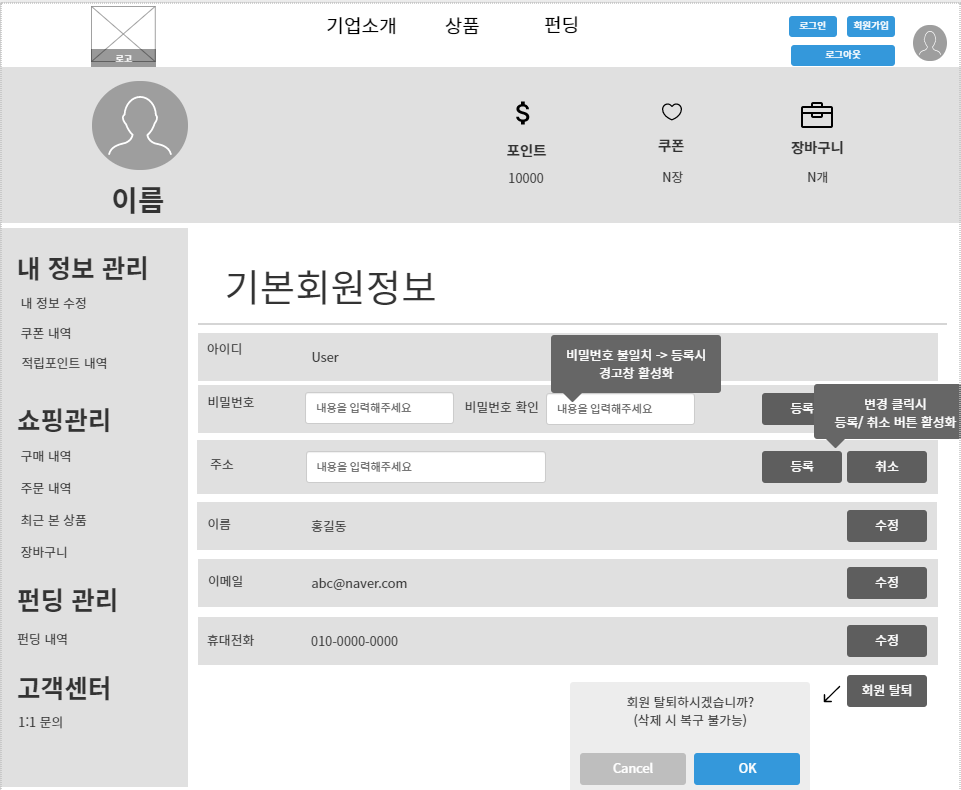 기업소개
상품
펀딩
로그인
회원가입
로그아웃
로고
이름
$
포인트
10000
쿠폰
N장
장바구니
N개
내 정보 관리
내 정보 수정
쿠폰 내역
적립포인트 내역
쇼핑관리
구매 내역
주문 내역
최근 본 상품
장바구니
펀딩 관리
펀딩 내역
고객센터
1:1 문의
기본회원정보
아이디
User
비밀번호 불일치 -> 등록시
경고창 활성화
비밀번호
내용을 입력해주세요
비밀번호 확인
내용을 입력해주세요
등록
변경 클릭시
등록/ 취소 버튼 활성화
주소
내용을 입력해주세요
등록
취소
이름
홍길동
수정
이메일
abc@naver.com
수정
휴대전화
010-0000-0000
수정
회원 탈퇴
회원 탈퇴하시겠습니까?
(삭제 시 복구 불가능)
Cancel
OK